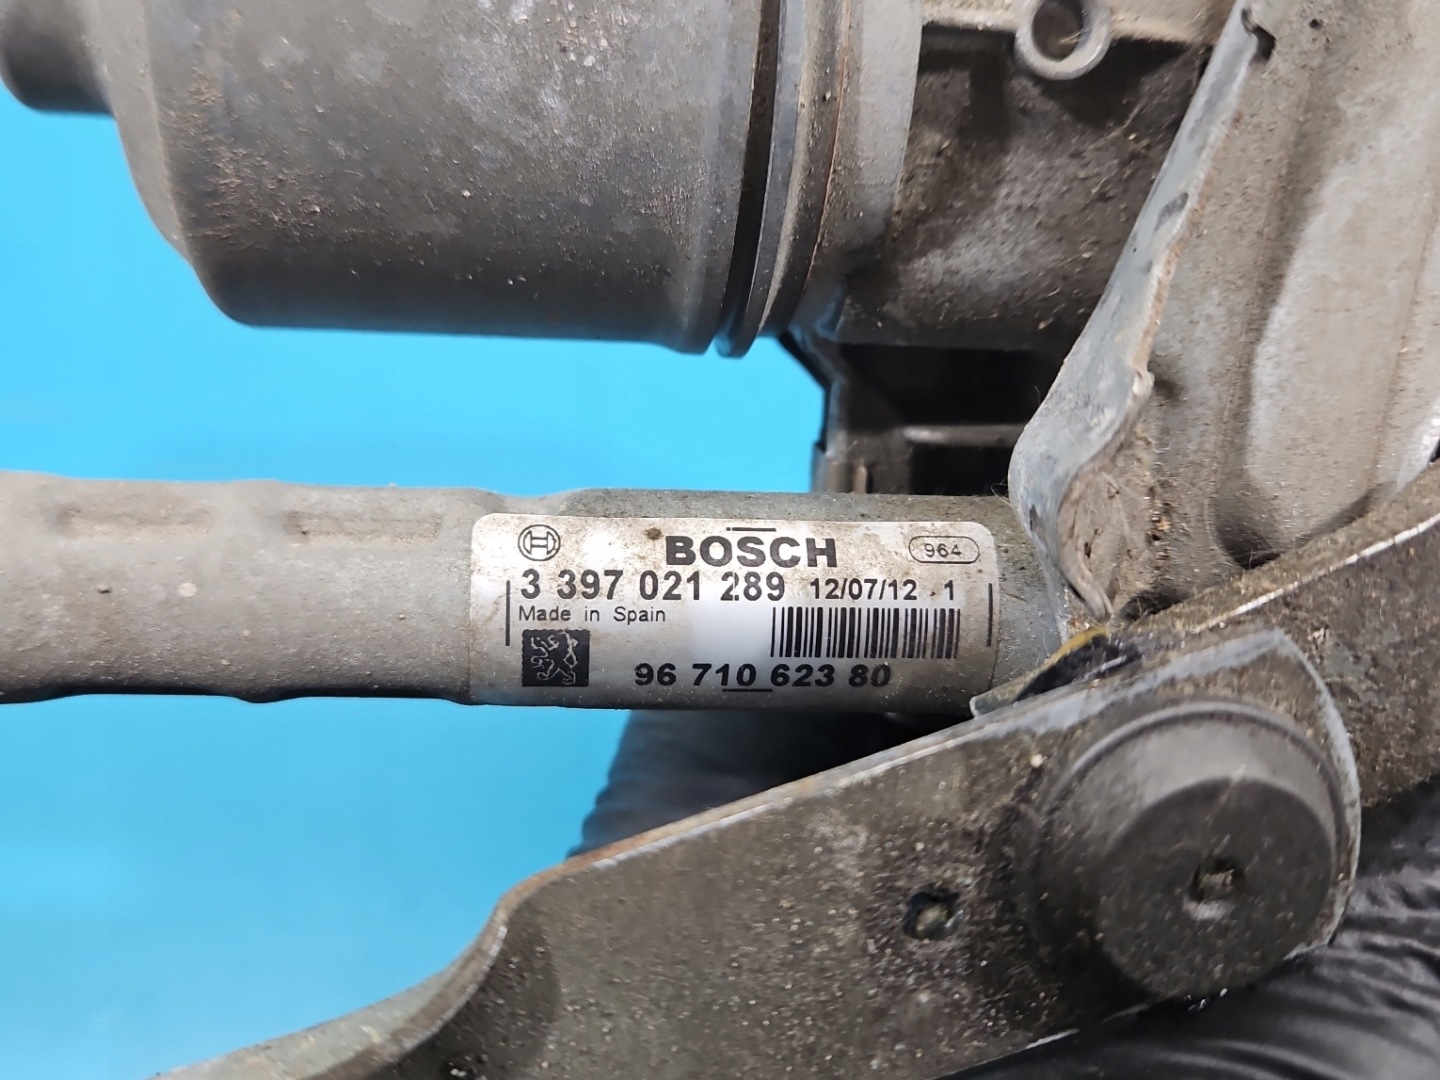 BOSCH 964
3 397 021 289 12/07/12 1
Made in Spain
96 710 623 80